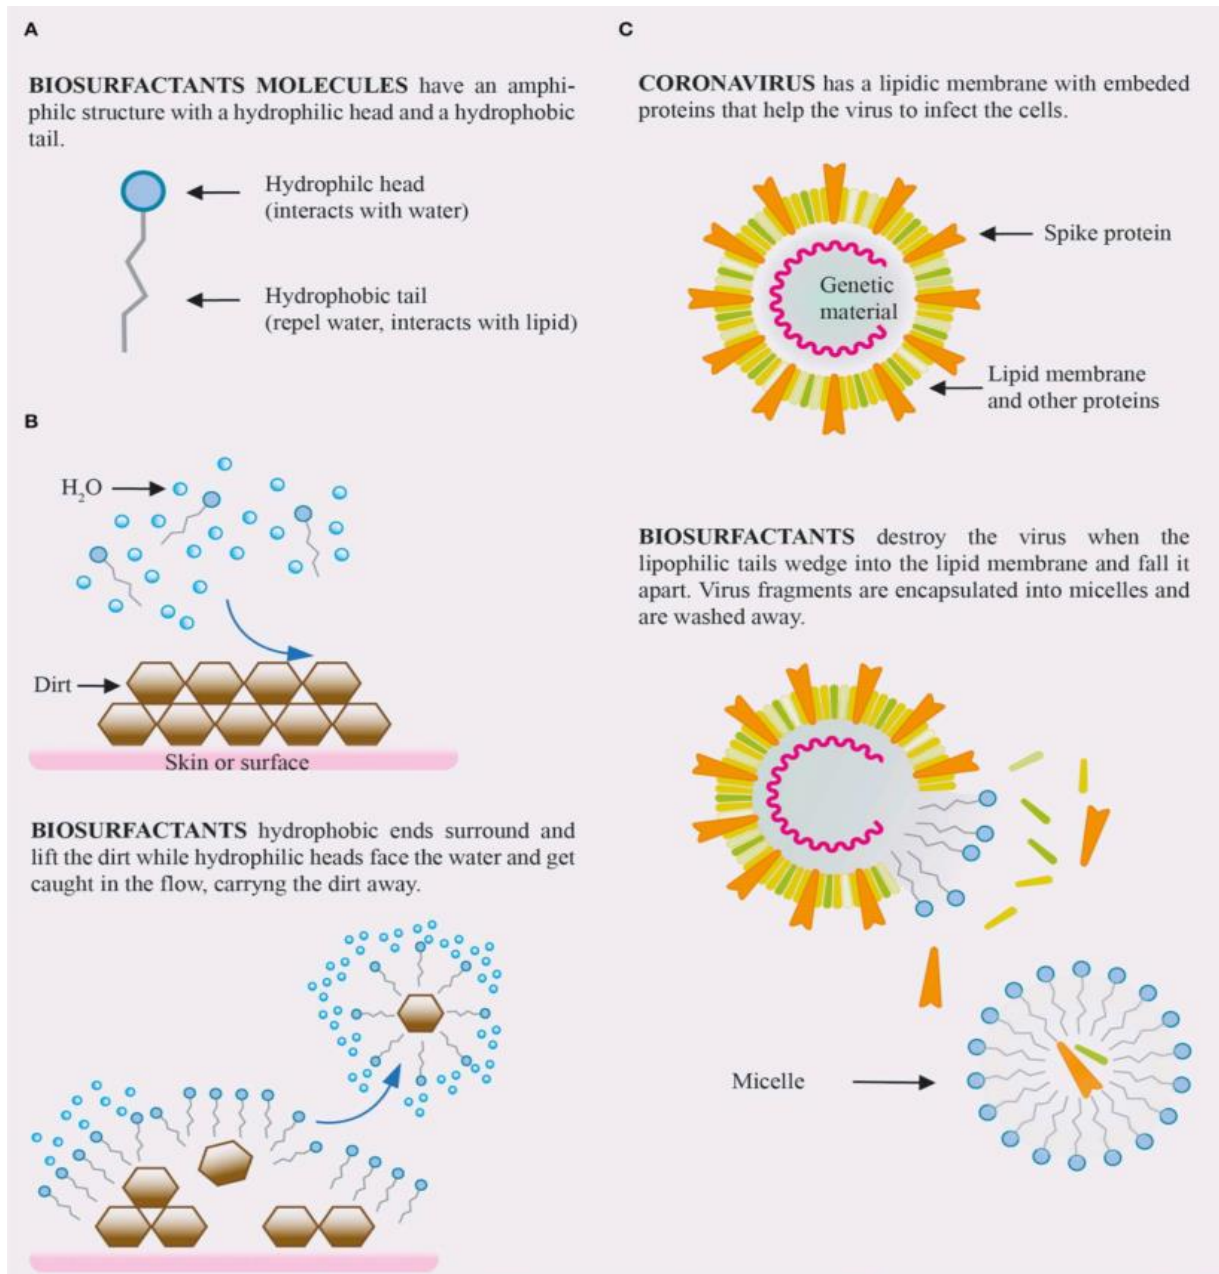 A
BIOSURFACTANTS MOLECULES have an amphi-
philc structure with a hydrophilic head and a hydrophobic
tail.
Hydrophilc head
(interacts with water)
Hydrophobic tail
(repel water, interacts with lipid)
B
H₂O
Dirt
Skin or surface
BIOSURFACTANTS hydrophobic ends surround and
lift the dirt while hydrophilic heads face the water and get
caught in the flow, carryng the dirt away.
C
CORONAVIRUS has a lipidic membrane with embeded
proteins that help the virus to infect the cells.
Spike protein
Genetic
material
Lipid membrane
and other proteins
BIOSURFACTANTS destroy the virus when the
lipophilic tails wedge into the lipid membrane and fall it
apart. Virus fragments are encapsulated into micelles and
are washed away.
Micelle